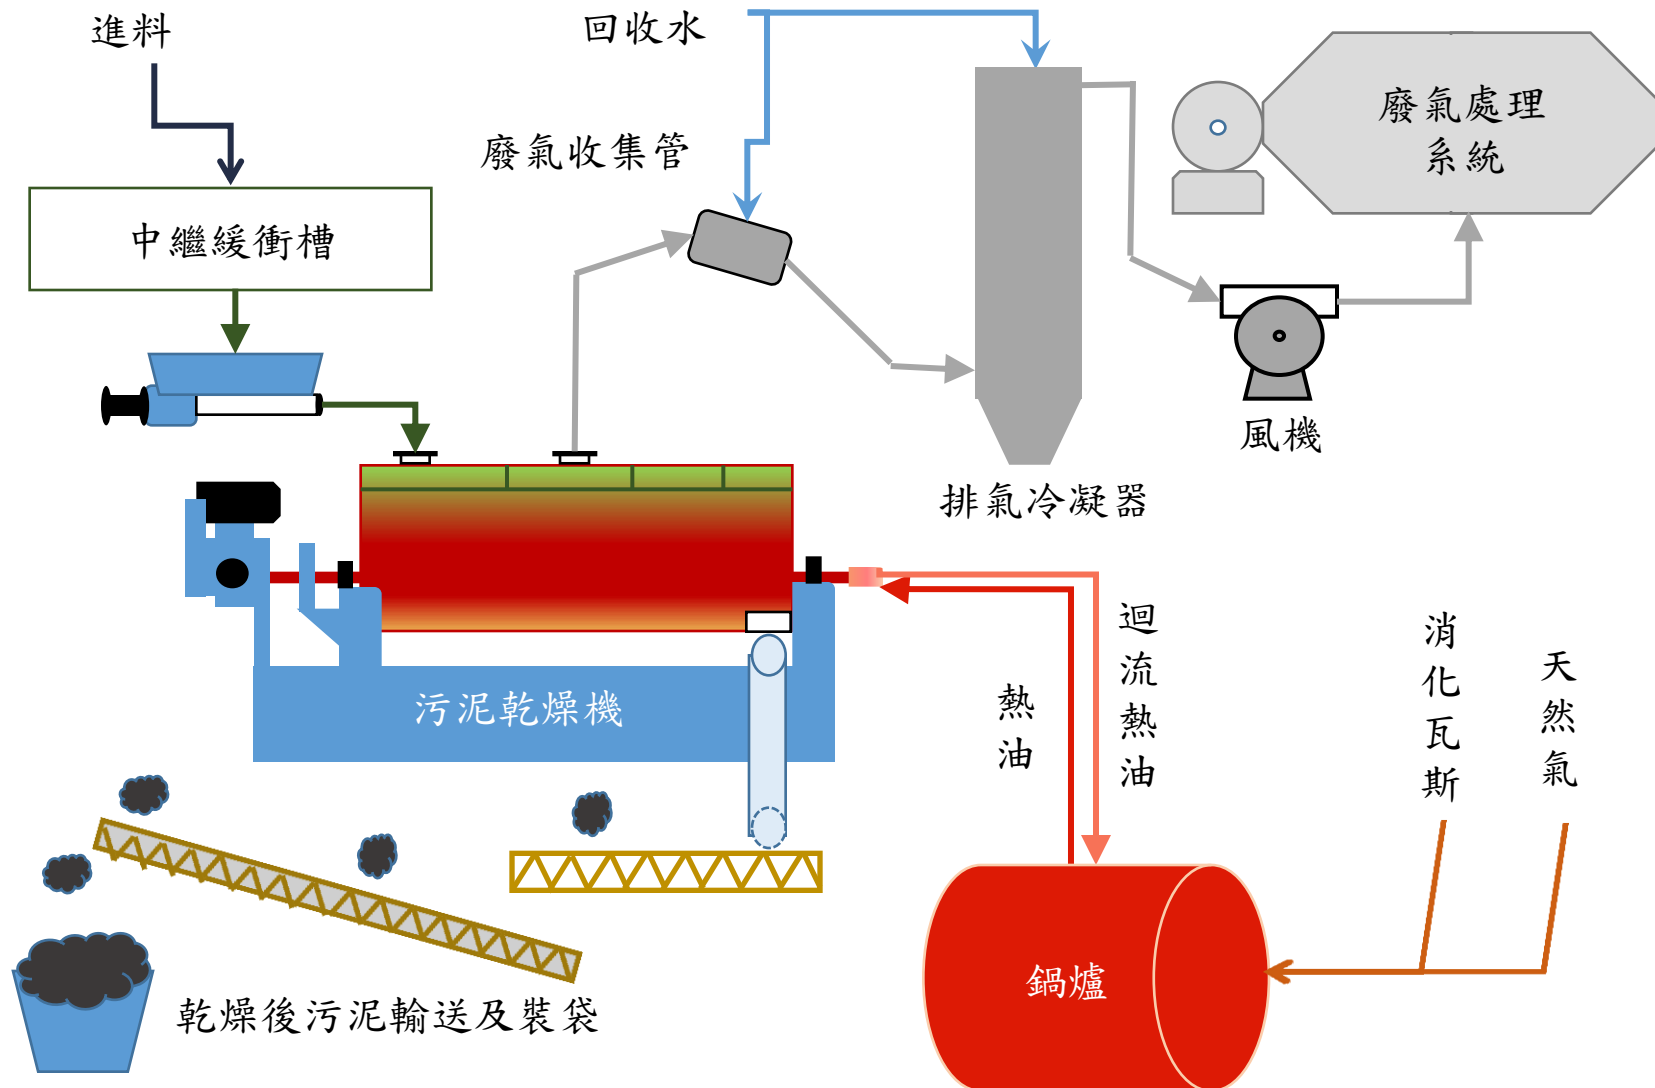 進料
回收水
廢氣收集管
廢氣處理
系統
中繼緩衝槽
風機
排氣冷凝器
污泥乾燥機
熱油
迴流熱油
消化瓦斯
天然氣
鍋爐
乾燥後污泥輸送及裝袋